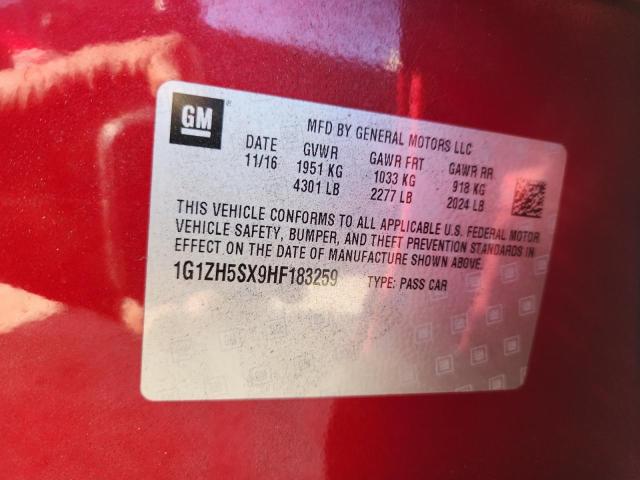 GM
MFD BY GENERAL MOTORS LLC
DATE GVWR GAWR FRT GAWR RR
11/16 1951 KG 1033 KG 918 KG
4301 LB 2277 LB 2024 LB
THIS VEHICLE CONFORMS TO ALL APPLICABLE U.S. FEDERAL MOTOR
VEHICLE SAFETY, BUMPER, AND THEFT PREVENTION STANDARDS IN
EFFECT ON THE DATE OF MANUFACTURE SHOWN ABOVE.
1G1ZH5SX9HF183259 TYPE: PASS CAR